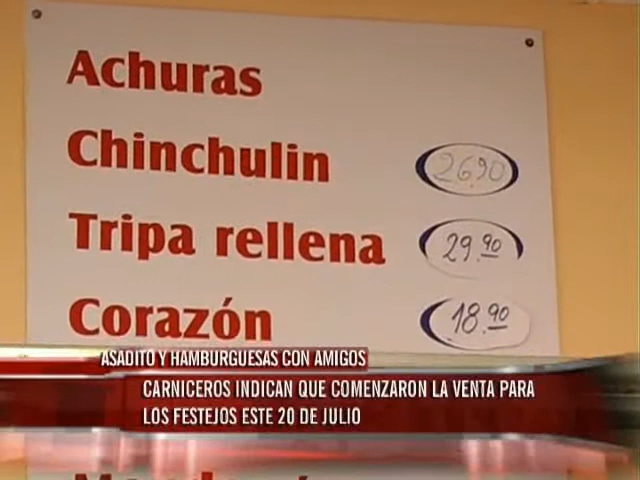 Achuras
Chinchulin 26,90
Tripa rellena 29.90
Corazón 18.90
ASADITO Y HAMBURGUESAS CON AMIGOS
CARNICEROS INDICAN QUE COMENZARON LA VENTA PARA
LOS FESTEJOS ESTE 20 DE JULIO